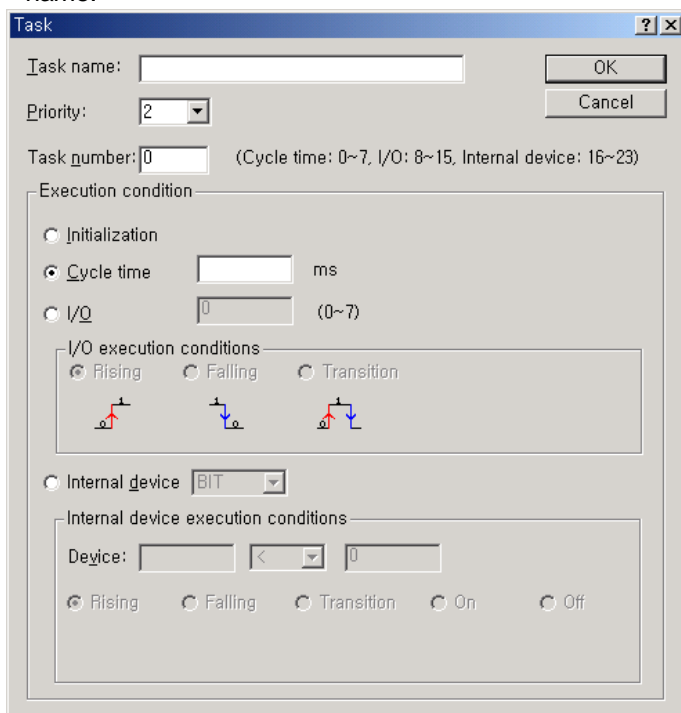 name.
Task
Task name:
OK
Priority: 2
Cancel
Task number: 0 (Cycle time: 0~7, I/O: 8~15, Internal device: 16~23)
Execution condition
Initialization
Cycle time ms
I/O 0 (0~7)
I/O execution conditions
Rising Falling Transition
0 1 1 0 0 1
Internal device BIT
Internal device execution conditions
Device: < 0
Rising Falling Transition On Off